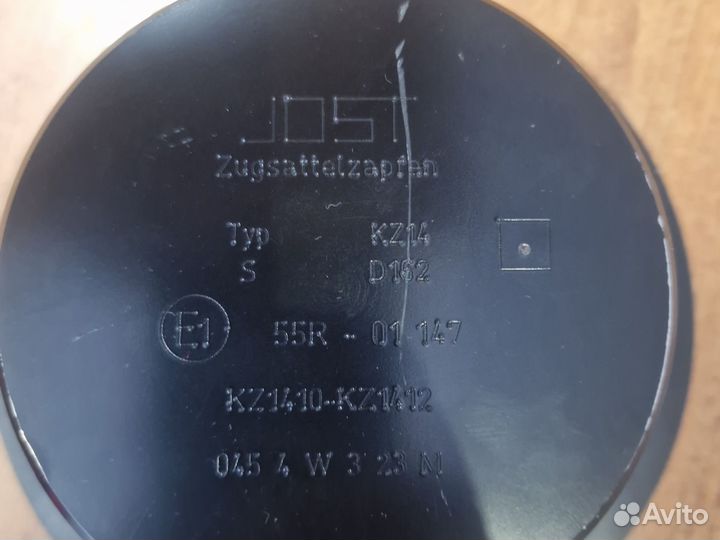 JOST
Zugsattelzapfen
Typ KZ14
S D162
E1 55R - 01 147
KZ1410-KZ1412
045 4 W 3 23 N
Avito